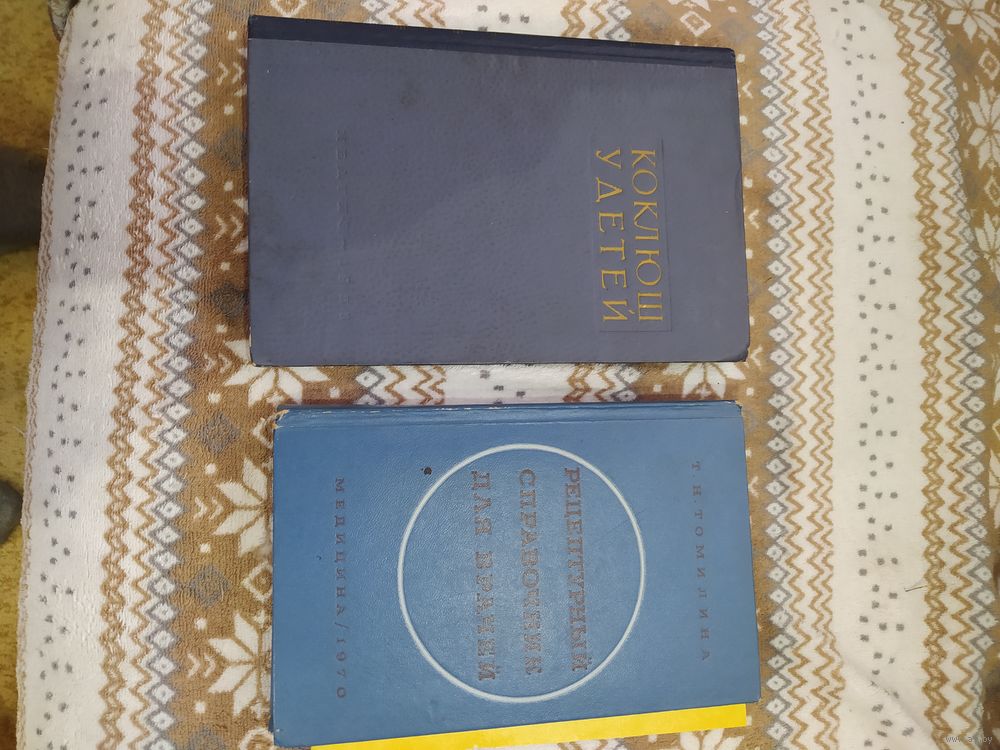 КОКЛЮШ
У ДЕТЕЙ
Т. Н. ТОМИЛИНА
РЕЦЕПТУРНЫЙ
СПРАВОЧНИК
ДЛЯ ВРАЧЕЙ
МЕДИЦИНА/1970